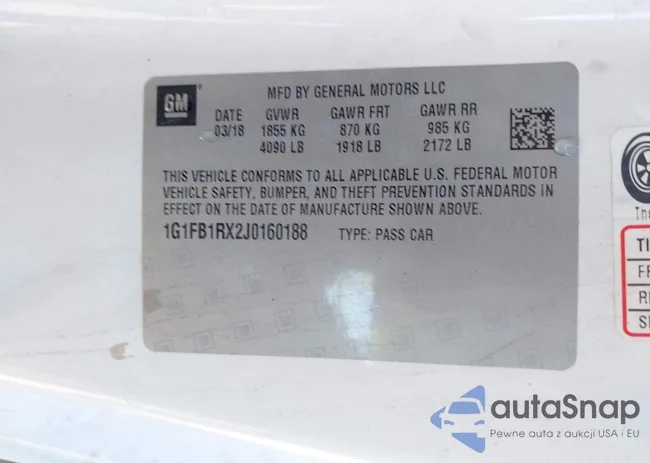 GM
MFD BY GENERAL MOTORS LLC
DATE GVWR GAWR FRT GAWR RR
03/18 1855 KG 870 KG 985 KG
4090 LB 1918 LB 2172 LB
THIS VEHICLE CONFORMS TO ALL APPLICABLE U.S. FEDERAL MOTOR
VEHICLE SAFETY, BUMPER, AND THEFT PREVENTION STANDARDS IN
EFFECT ON THE DATE OF MANUFACTURE SHOWN ABOVE.
1G1FB1RX2J0160188 TYPE: PASS CAR
autaSnap
Pewne auta z aukcji USA i EU